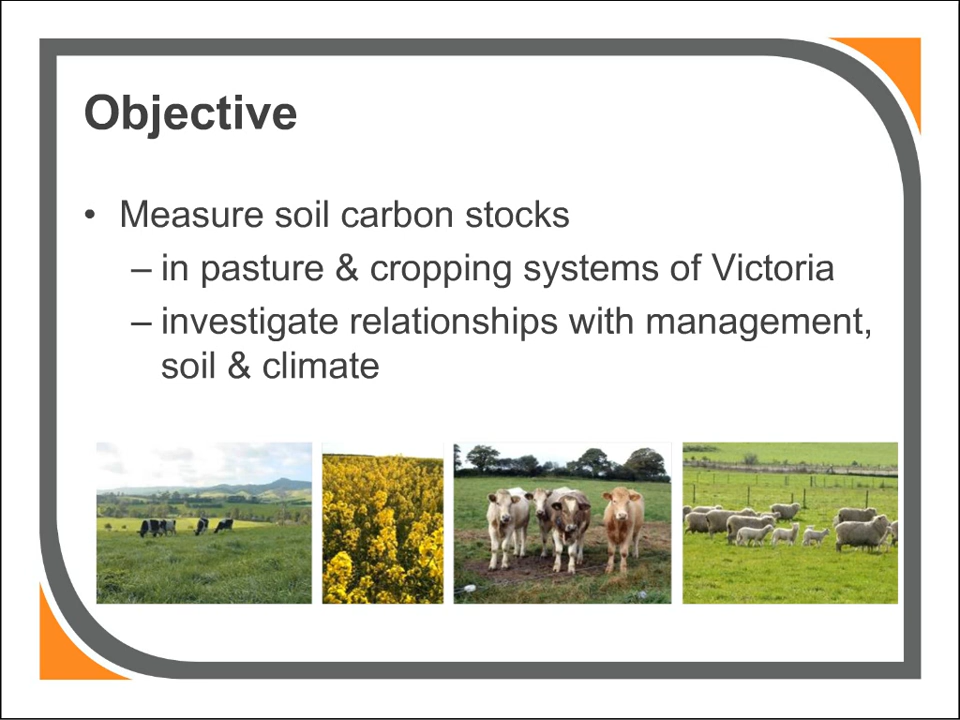 Objective
• Measure soil carbon stocks
– in pasture & cropping systems of Victoria
– investigate relationships with management,
soil & climate